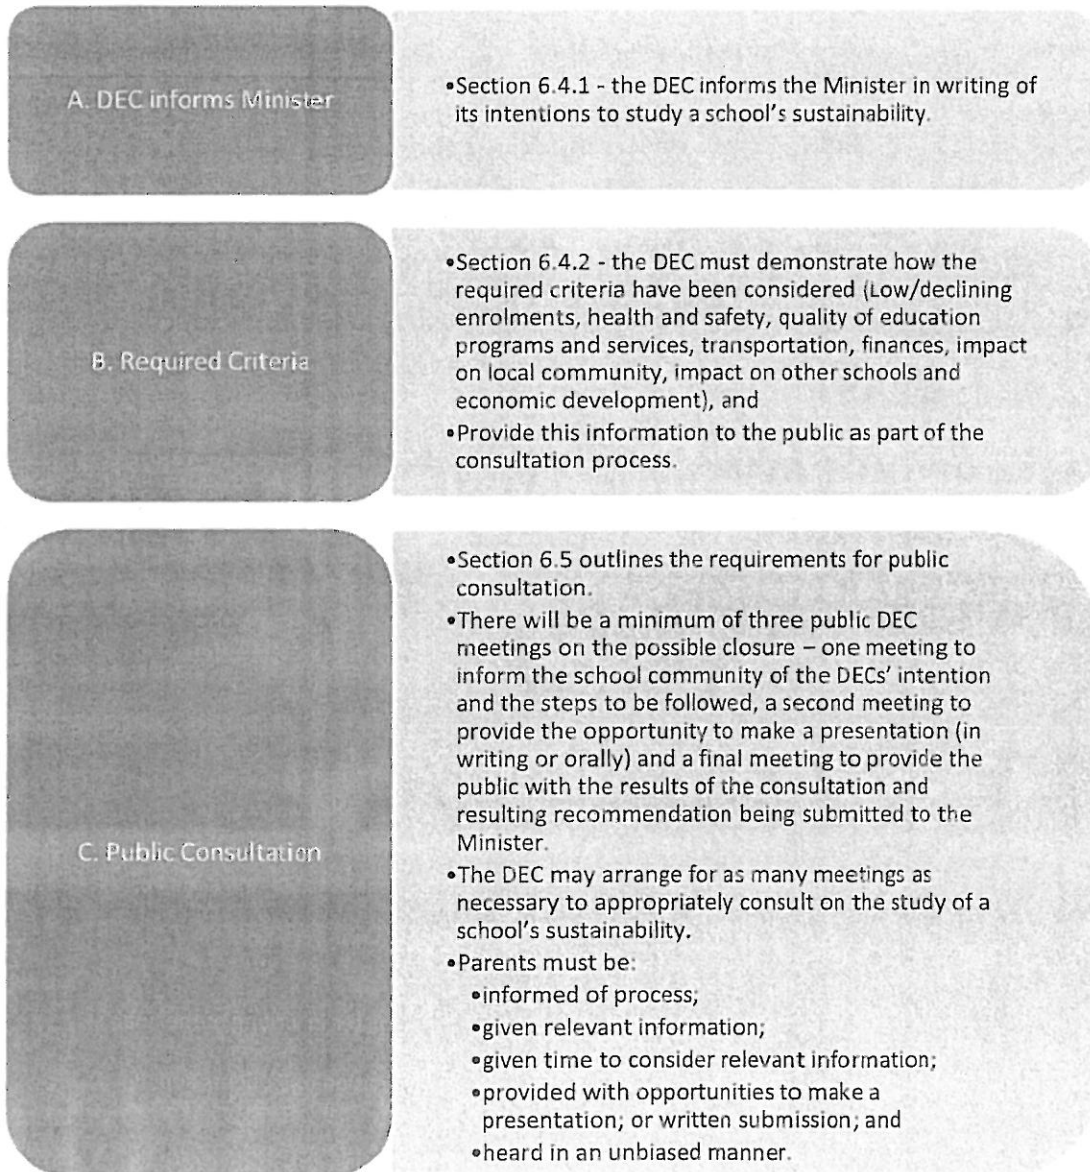 A. DEC informs Minister
•Section 6.4.1 - the DEC informs the Minister in writing of
its intentions to study a school's sustainability.
B. Required Criteria
•Section 6.4.2 - the DEC must demonstrate how the
required criteria have been considered (Low/declining
enrolments, health and safety, quality of education
programs and services, transportation, finances, impact
on local community, impact on other schools and
economic development), and
•Provide this information to the public as part of the
consultation process.
C. Public Consultation
•Section 6.5 outlines the requirements for public
consultation.
•There will be a minimum of three public DEC
meetings on the possible closure – one meeting to
inform the school community of the DECs' intention
and the steps to be followed, a second meeting to
provide the opportunity to make a presentation (in
writing or orally) and a final meeting to provide the
public with the results of the consultation and
resulting recommendation being submitted to the
Minister.
•The DEC may arrange for as many meetings as
necessary to appropriately consult on the study of a
school's sustainability.
•Parents must be:
•informed of process;
•given relevant information;
•given time to consider relevant information;
•provided with opportunities to make a
presentation; or written submission; and
•heard in an unbiased manner.